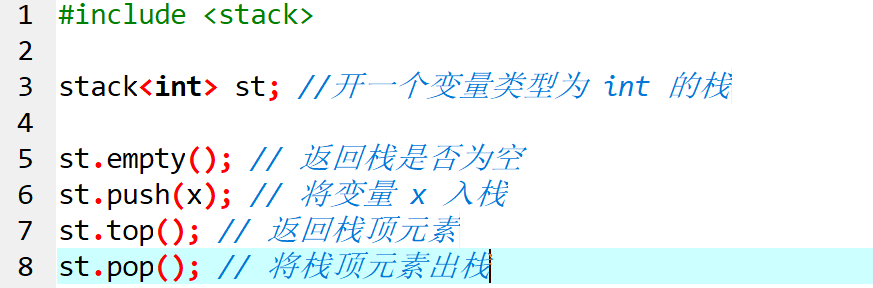 1 #include <stack>
2
3 stack<int> st; //开一个变量类型为 int 的栈
4
5 st.empty(); // 返回栈是否为空
6 st.push(x); // 将变量 x 入栈
7 st.top(); // 返回栈顶元素
8 st.pop(); // 将栈顶元素出栈